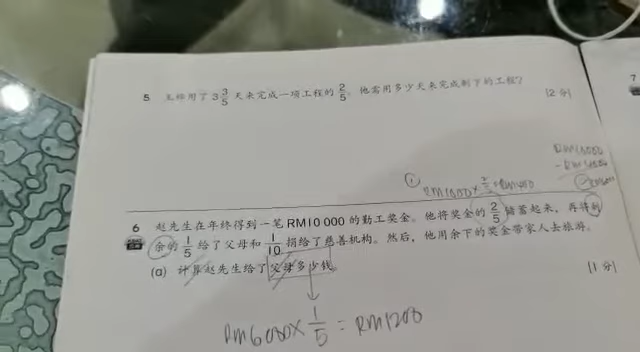 5 王师用了 3 3/5 天来完成一项工程的 2/5。他需用多少天来完成剩下的工程?
[2 分]
7
RM10000
① RM10000 × 2/5 = RM4000
6 赵先生在年终得到一笔 RM10 000 的勤工奖金。他将奖金的 2/5 储蓄起来，再将剩
余的 1/5 给了父母和 1/10 捐给了慈善机构。然后，他用余下的奖金带家人去旅游。
(a) 计算赵先生给了父母多少钱。
[1 分]
RM6000 × 1/5 = RM1200